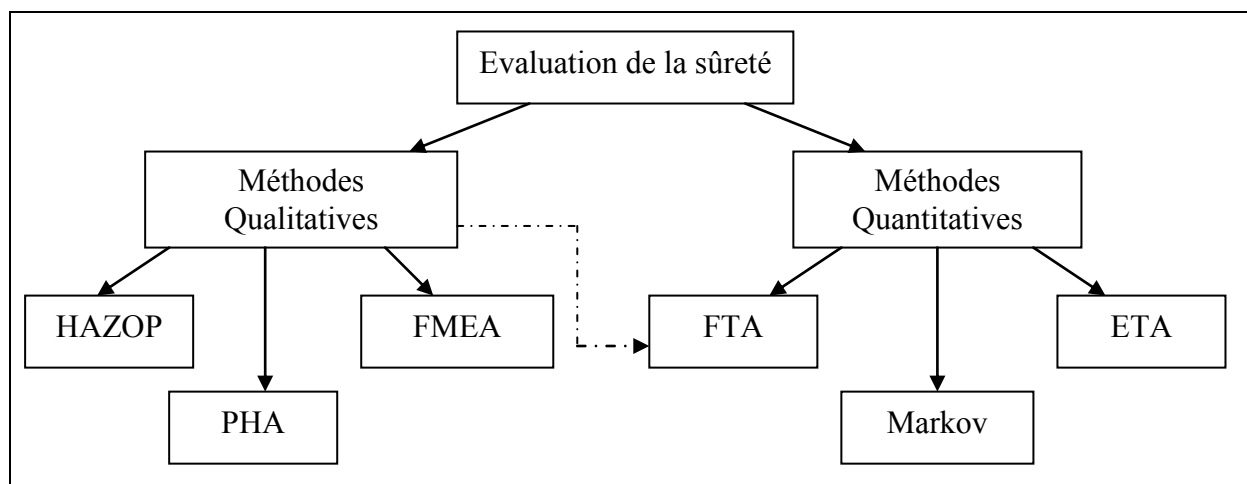 Evaluation de la sûreté
Méthodes
Qualitatives
Méthodes
Quantitatives
HAZOP
FMEA
FTA
ETA
PHA
Markov